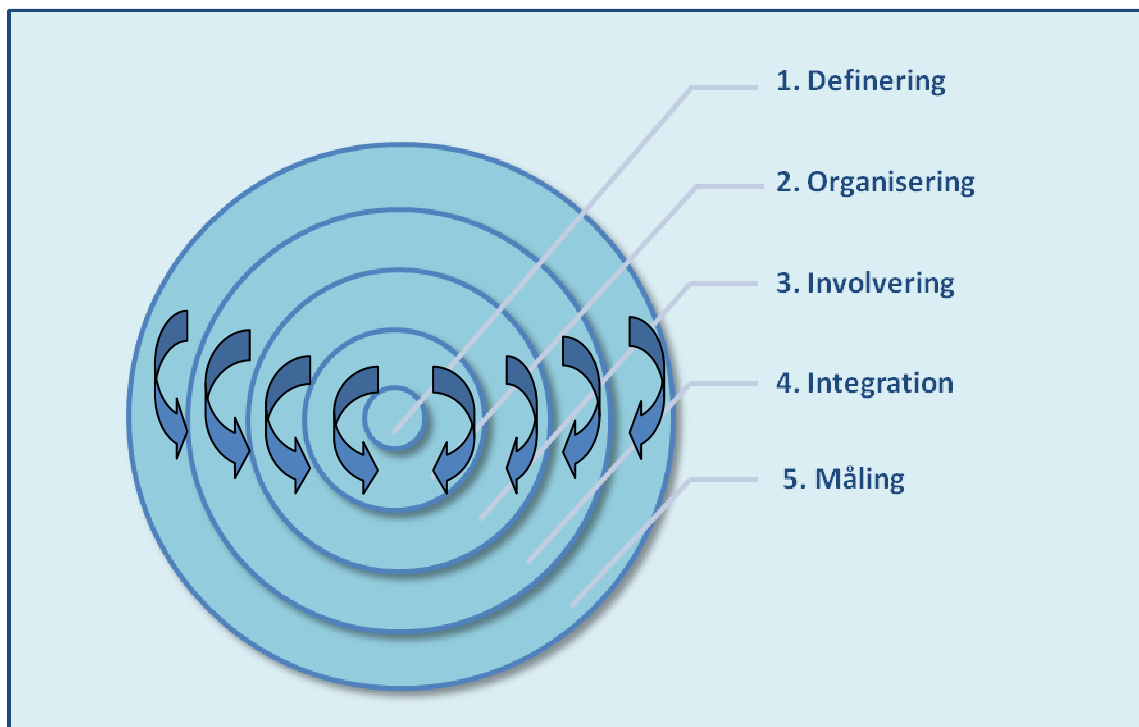 1. Definering
2. Organisering
3. Involvering
4. Integration
5. Måling